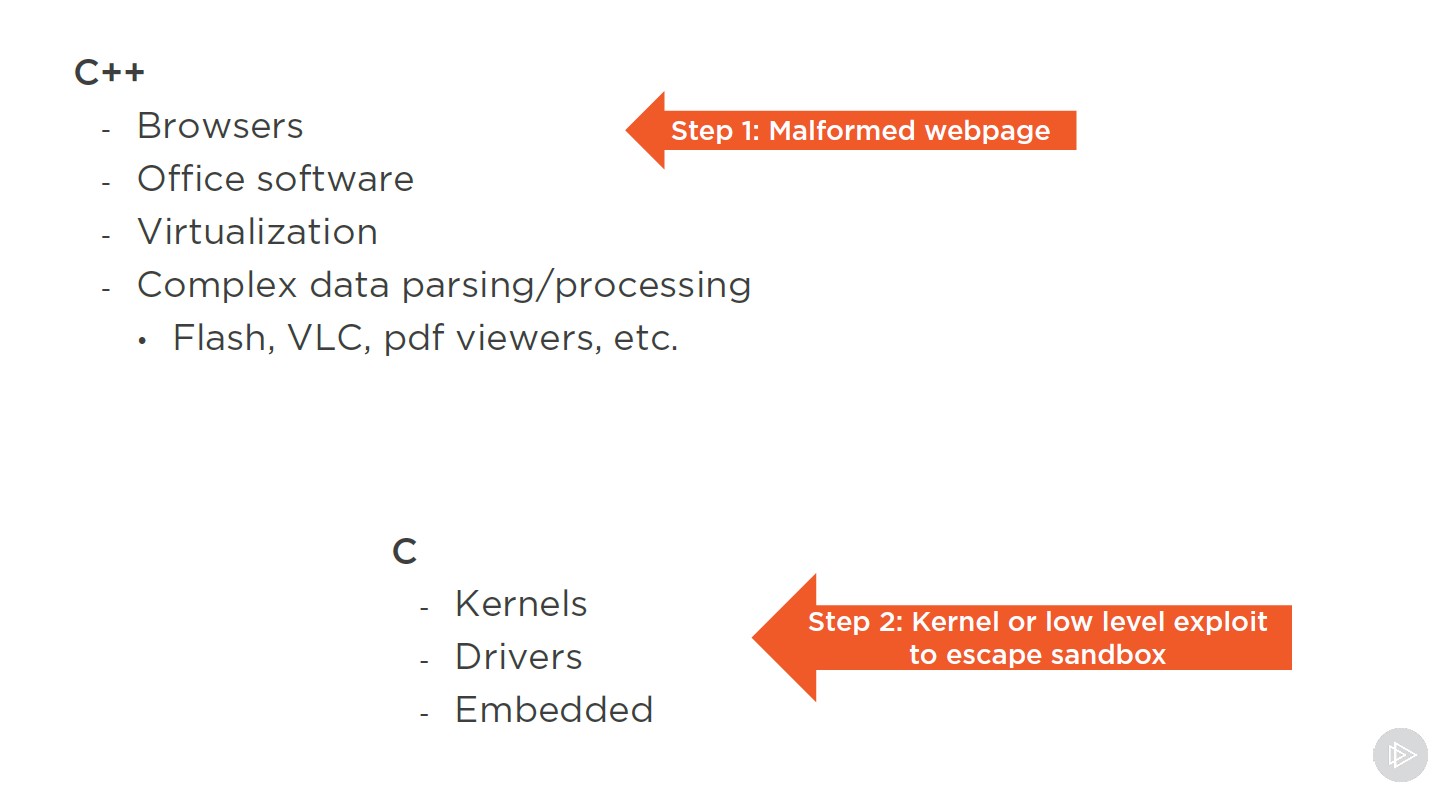 C++
- Browsers
Step 1: Malformed webpage
- Office software
- Virtualization
- Complex data parsing/processing
• Flash, VLC, pdf viewers, etc.
C
- Kernels
- Drivers
- Embedded
Step 2: Kernel or low level exploit
to escape sandbox